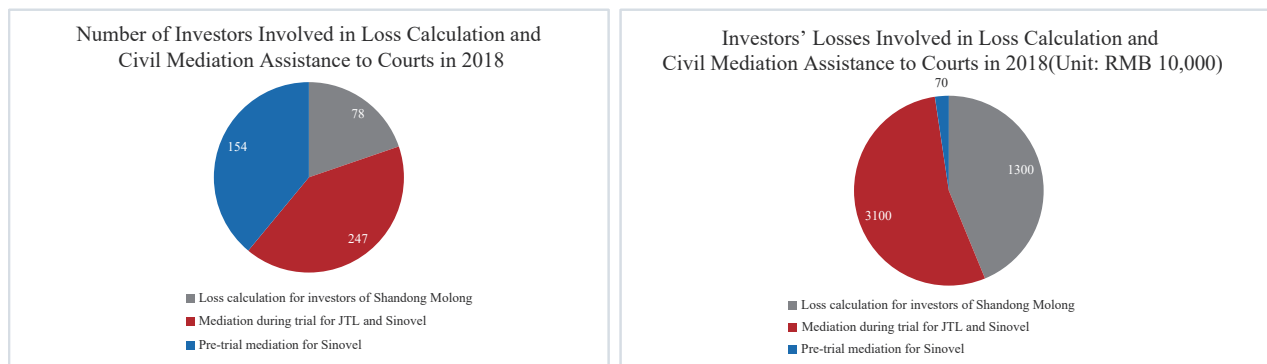 Number of Investors Involved in Loss Calculation and
Civil Mediation Assistance to Courts in 2018
78
154
247
Loss calculation for investors of Shandong Molong
Mediation during trial for JTL and Sinovel
Pre-trial mediation for Sinovel
Investors’ Losses Involved in Loss Calculation and
Civil Mediation Assistance to Courts in 2018(Unit: RMB 10,000)
70
1300
3100
Loss calculation for investors of Shandong Molong
Mediation during trial for JTL and Sinovel
Pre-trial mediation for Sinovel